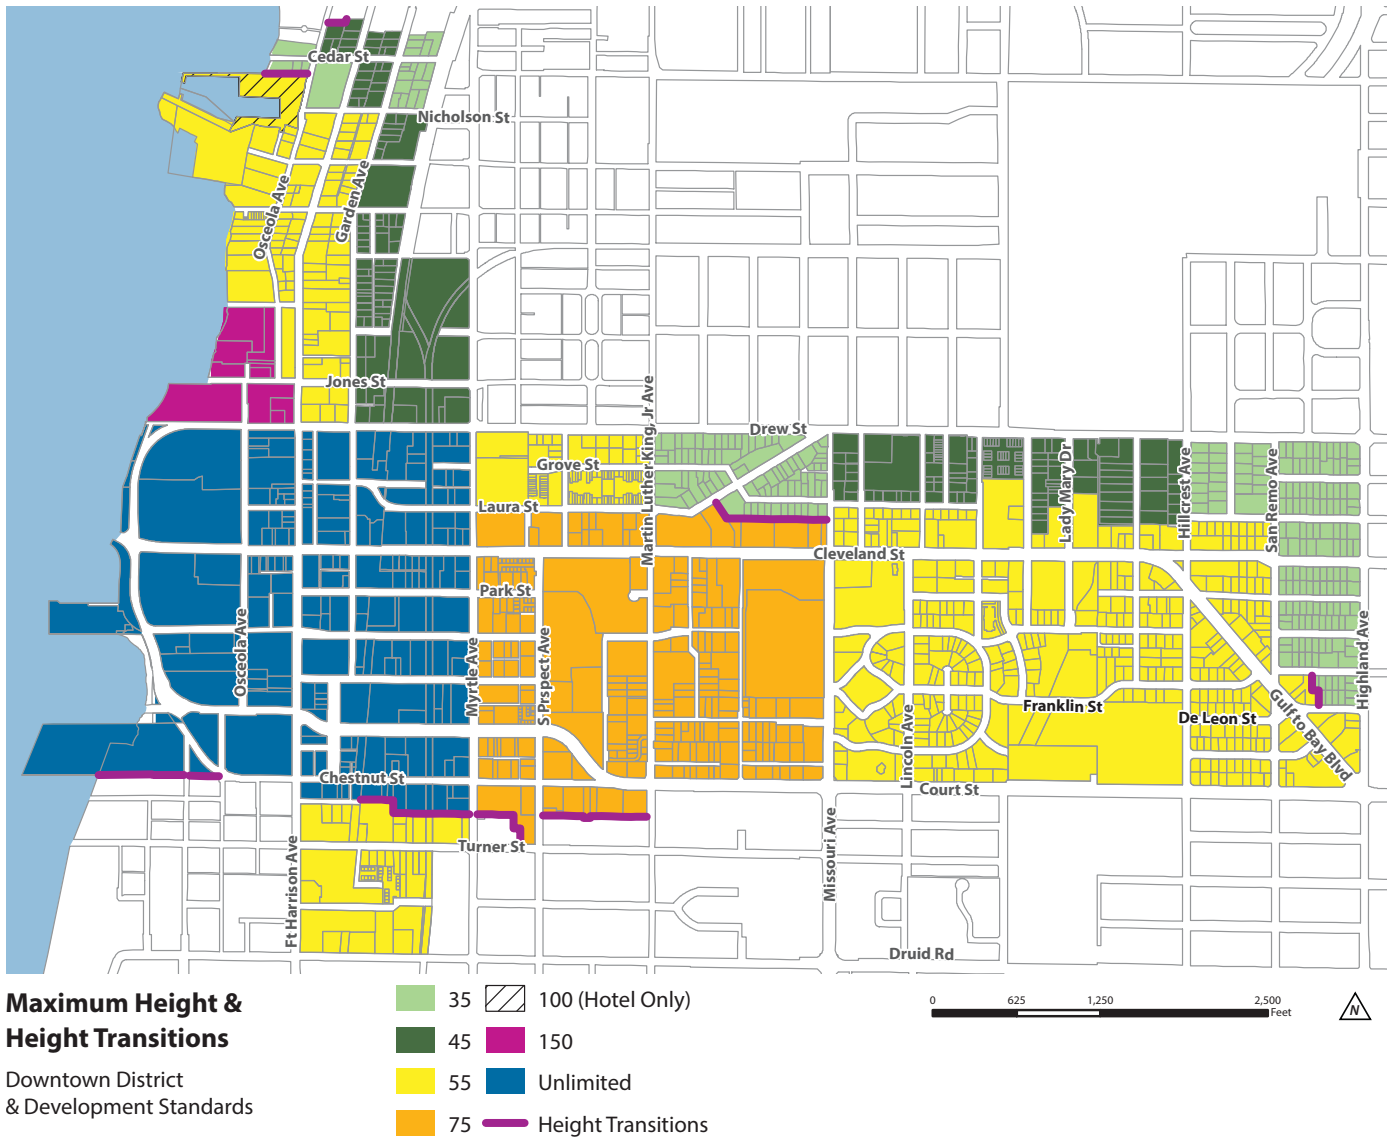 Cedar St
Nicholson St
Osceola Ave
Garden Ave
Jones St
Martin Luther King, Jr Ave
Drew St
Grove St
Laura St
Lady Mary Dr
Hillcrest Ave
San Remo Ave
Cleveland St
Park St
Osceola Ave
Myrtle Ave
S Prspect Ave
Highland Ave
Franklin St
De Leon St
Gulf to Bay Blvd
Lincoln Ave
Chestnut St
Court St
Missouri Ave
Turner St
Ft Harrison Ave
Druid Rd
Maximum Height &
Height Transitions
Downtown District
& Development Standards
35
45
55
75
100 (Hotel Only)
150
Unlimited
Height Transitions
0 625 1,250 2,500
Feet
N